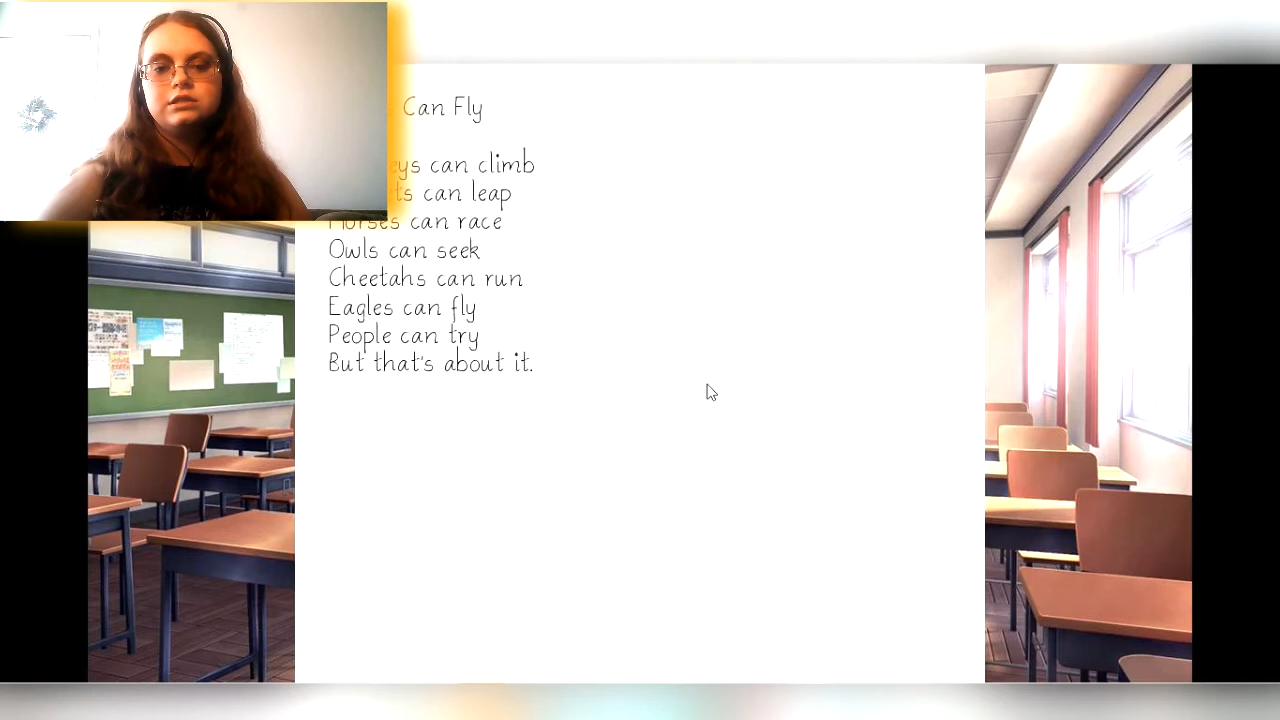 Can Fly
can climb
can leap
Horses can race
Owls can seek
Cheetahs can run
Eagles can fly
People can try
But that's about it.